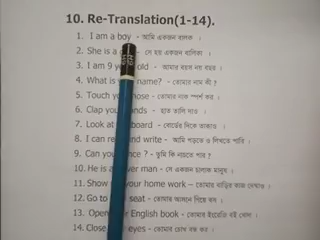 10. Re-Translation(1-14).
1. I am a boy - আমি একজন বালক ।
2. She is a - সে হয় একজন বালিকা ।
3. I am 9 old - আমার বয়স নয় বছর ।
4. What is name? - তোমার নাম কী ?
5. Touch nose - তোমার নাক স্পর্শ কর ।
6. Clap your hands - হাত তালি দাও ।
7. Look at board - বোর্ডের দিকে তাকাও ।
8. I can read and write - আমি পড়তে ও লিখতে পারি ।
9. Can you dance ? - তুমি কি নাচতে পার ?
10. He is a clever man - সে একজন চালাক মানুষ ।
11. Show your home work - তোমার বাড়ির কাজ দেখাও ।
12. Go to seat - তোমার আসনে গিয়ে বস ।
13. Open English book - তোমার ইংরেজি বই খোল ।
14. Close eyes - তোমার চোখ বন্ধ কর ।